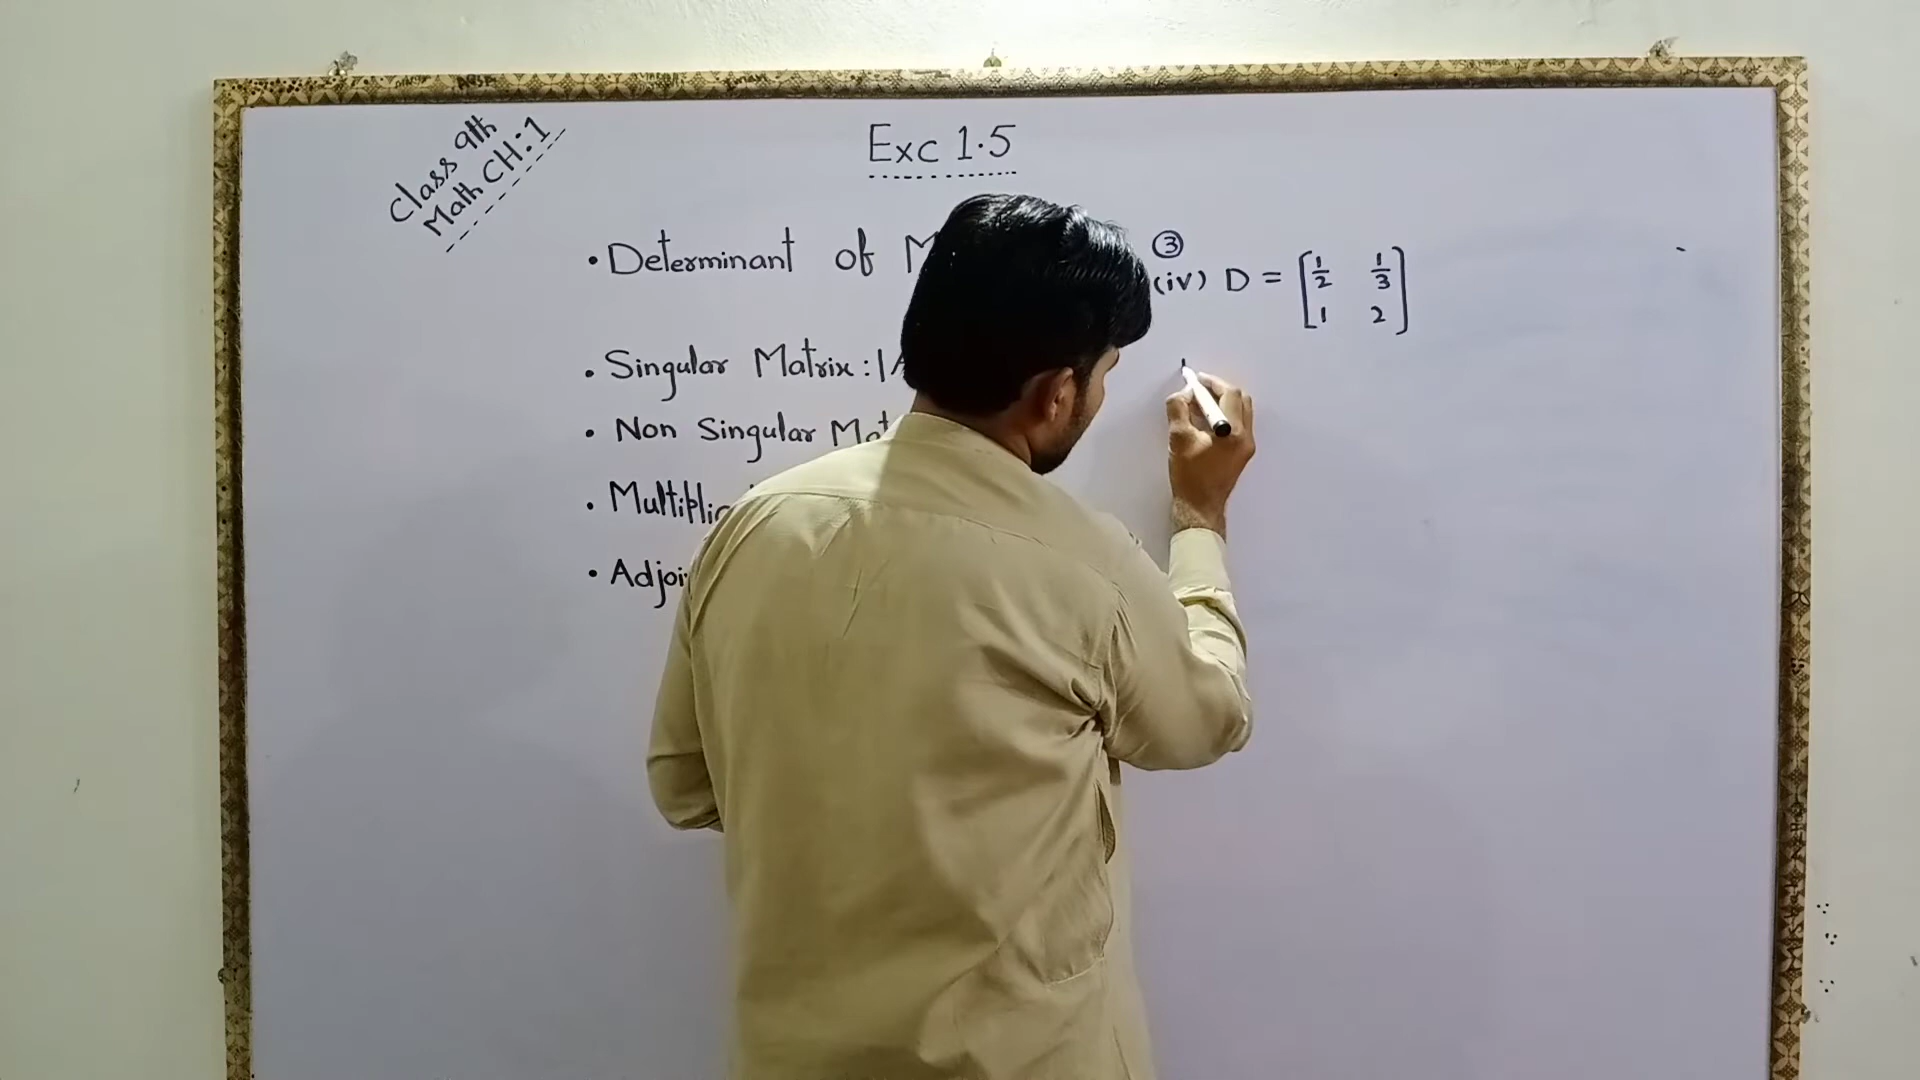 Class 9th
Math CH:1
Exc 1.5
• Determinant of M
• Singular Matrix : |A
• Non Singular Mat
• Multiplic
• Adjoi
③
(iv) D = [1/2 1/3
1 2]